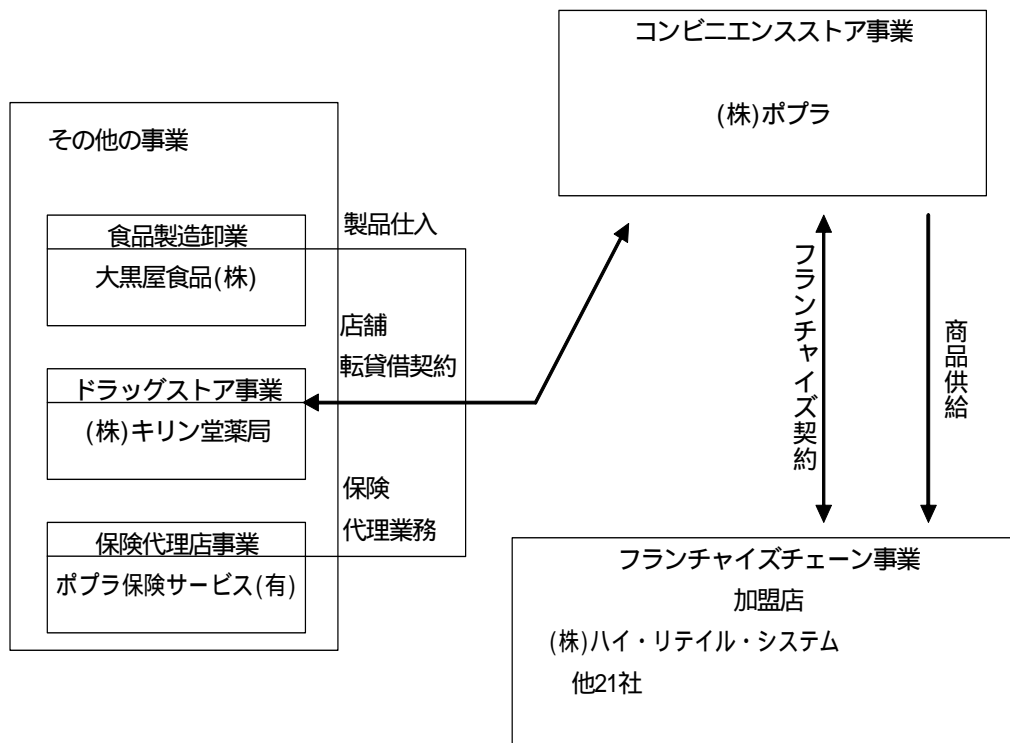 コンビニエンスストア事業
(株)ポプラ
その他の事業
食品製造卸業
大黒屋食品(株)
製品仕入
店舗
転貸借契約
ドラッグストア事業
(株)キリン堂薬局
保険
代理業務
保険代理店事業
ポプラ保険サービス(有)
フランチャイズ契約
商品供給
フランチャイズチェーン事業
加盟店
(株)ハイ・リテイル・システム
他21社